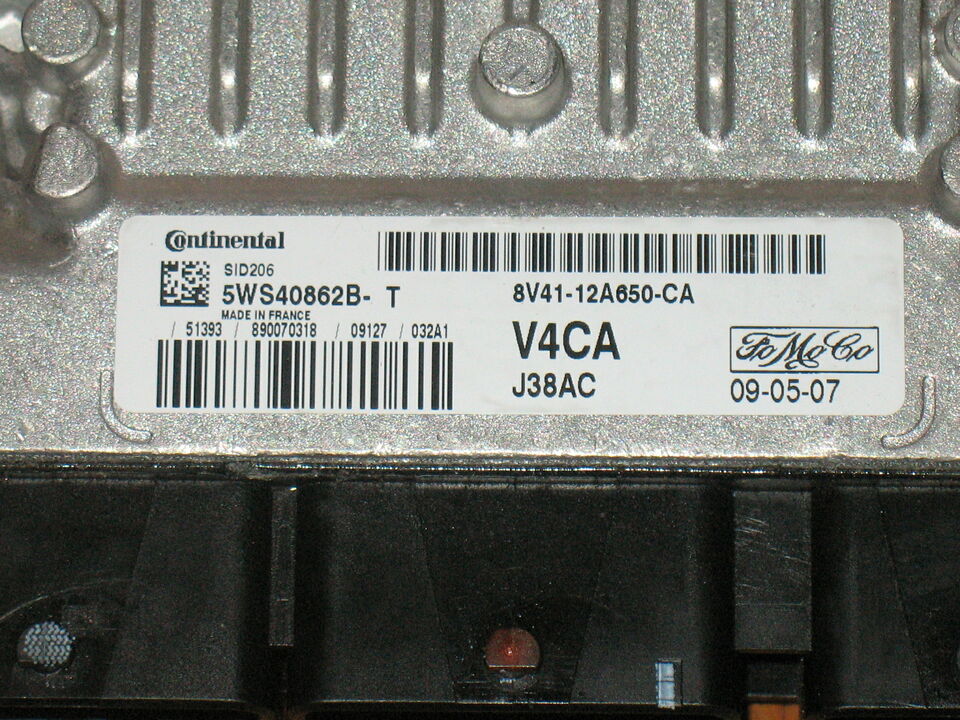 Continental
SID206
5WS40862B- T
MADE IN FRANCE
/ 51393 / 890070318 / 09127 / 032A1
8V41-12A650-CA
V4CA
J38AC
FoMoCo
09-05-07